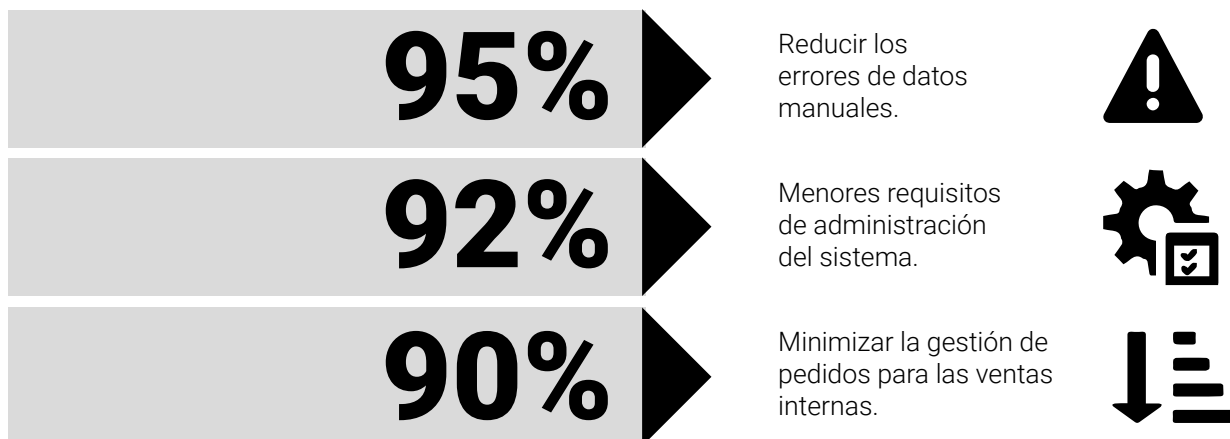 95%
Reducir los
errores de datos
manuales.
92%
Menores requisitos
de administración
del sistema.
90%
Minimizar la gestión de
pedidos para las ventas
internas.